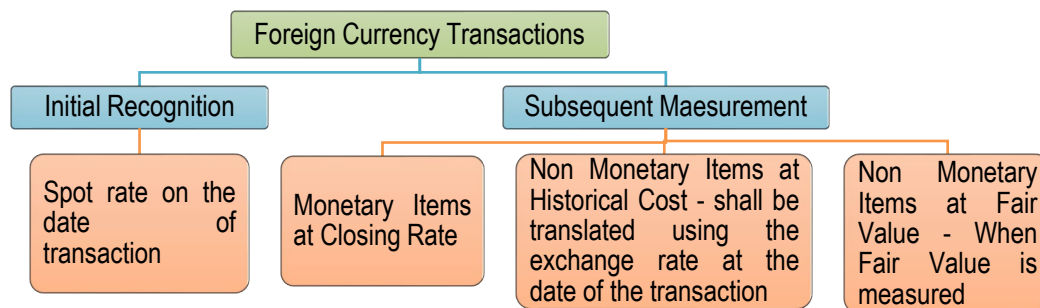 Foreign Currency Transactions
Initial Recognition
Subsequent Maesurement
Spot rate on the
date of
transaction
Monetary Items
at Closing Rate
Non Monetary Items at
Historical Cost - shall be
translated using the
exchange rate at the
date of the transaction
Non Monetary
Items at Fair
Value - When
Fair Value is
measured